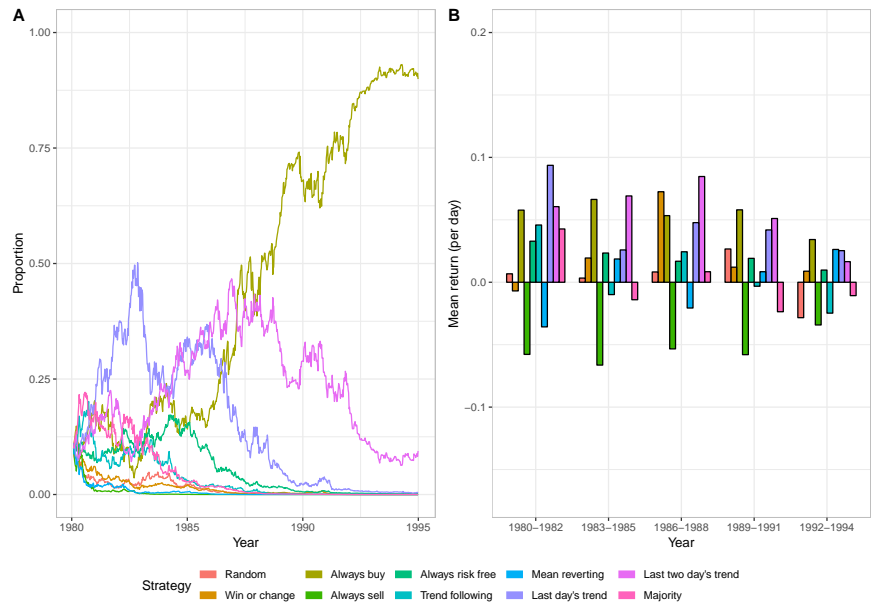 A
1.00
0.75
0.50
0.25
0.00
Proportion
1980
1985
1990
1995
Year
B
0.2
0.1
0.0
−0.1
Mean return (per day)
1980−1982
1983−1985
1986−1988
1989−1991
1992−1994
Year
Strategy
Random
Always buy
Always risk free
Mean reverting
Last two day's trend
Win or change
Always sell
Trend following
Last day's trend
Majority